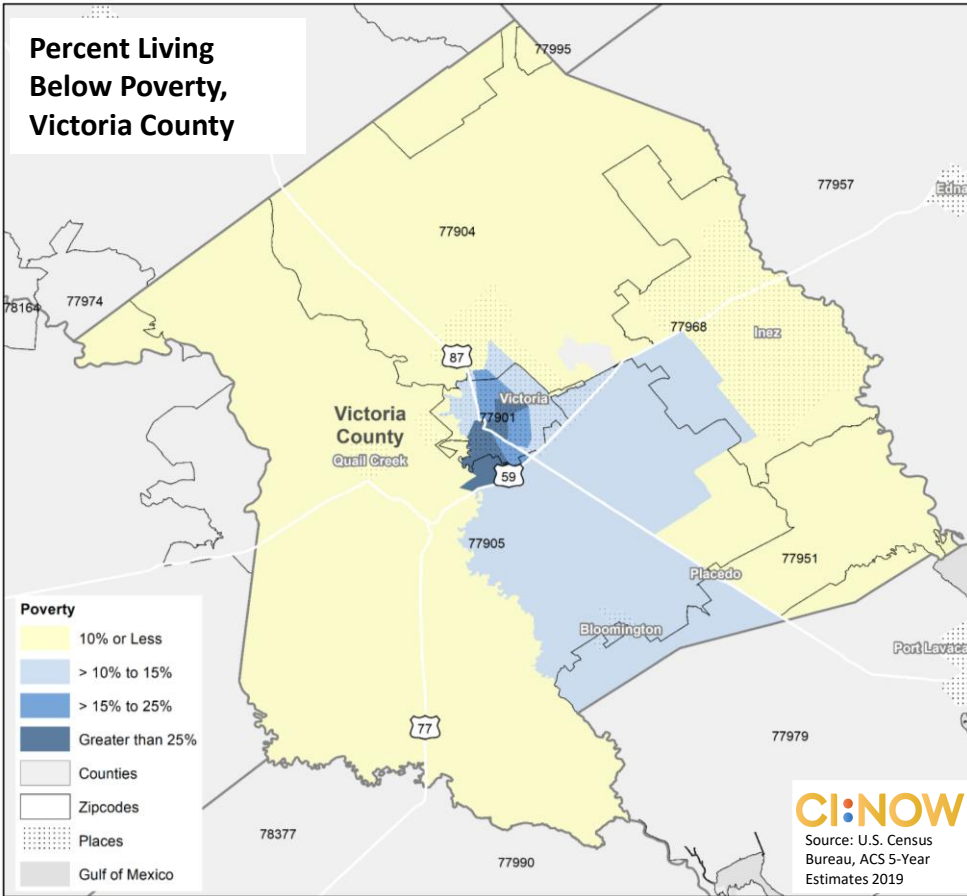 Percent Living
Below Poverty,
Victoria County
77995
77957
Edna
77904
77974
78164
77968
Inez
87
Victoria
77901
Victoria
County
Quail Creek
59
77905
77951
Placedo
Bloomington
Port Lavaca
77
77979
78377
77990
Poverty
10% or Less
> 10% to 15%
> 15% to 25%
Greater than 25%
Counties
Zipcodes
Places
Gulf of Mexico
CI:NOW
Source: U.S. Census
Bureau, ACS 5-Year
Estimates 2019